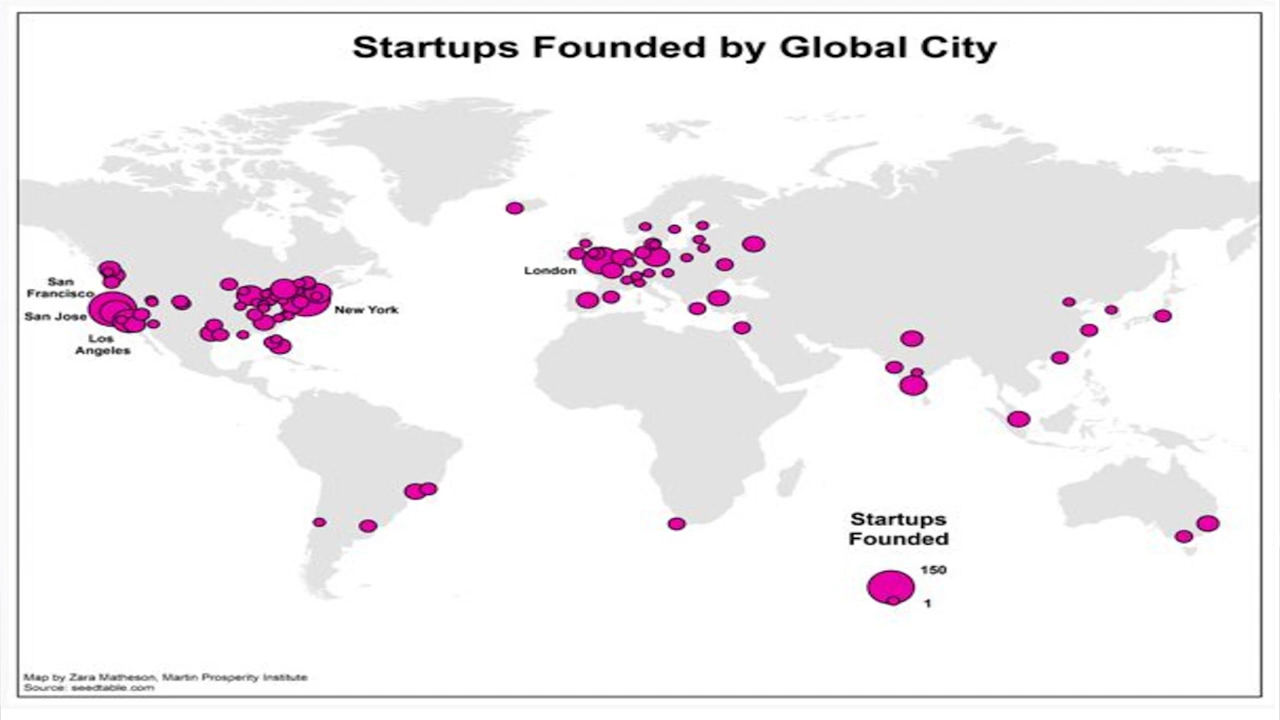 Startups Founded by Global City
San
Francisco
San Jose
Los
Angeles
New York
London
Startups
Founded
150
1
Map by Zara Matheson, Martin Prosperity Institute
Source: seedtable.com